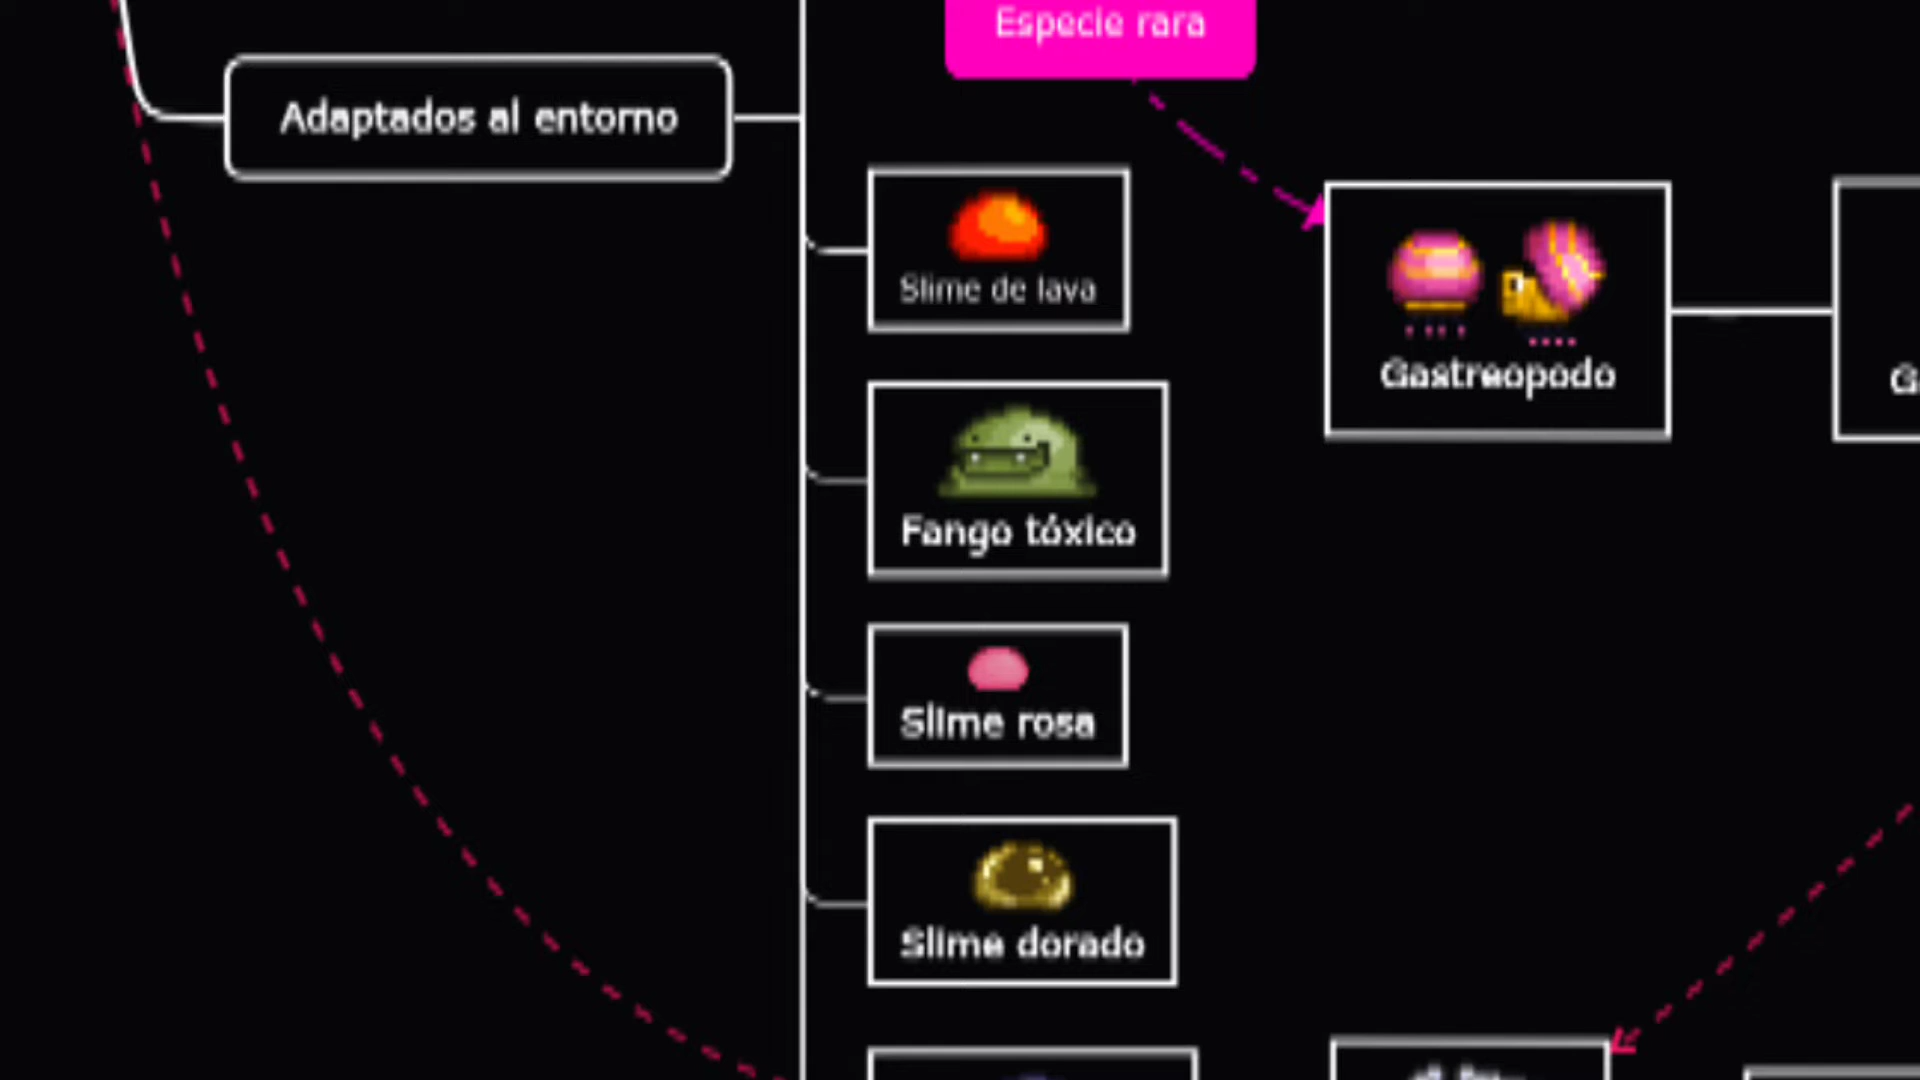 Especie rara
Adaptados al entorno
Slime de lava
Gastreopodo
Fango tóxico
Slime rosa
Slime dorado